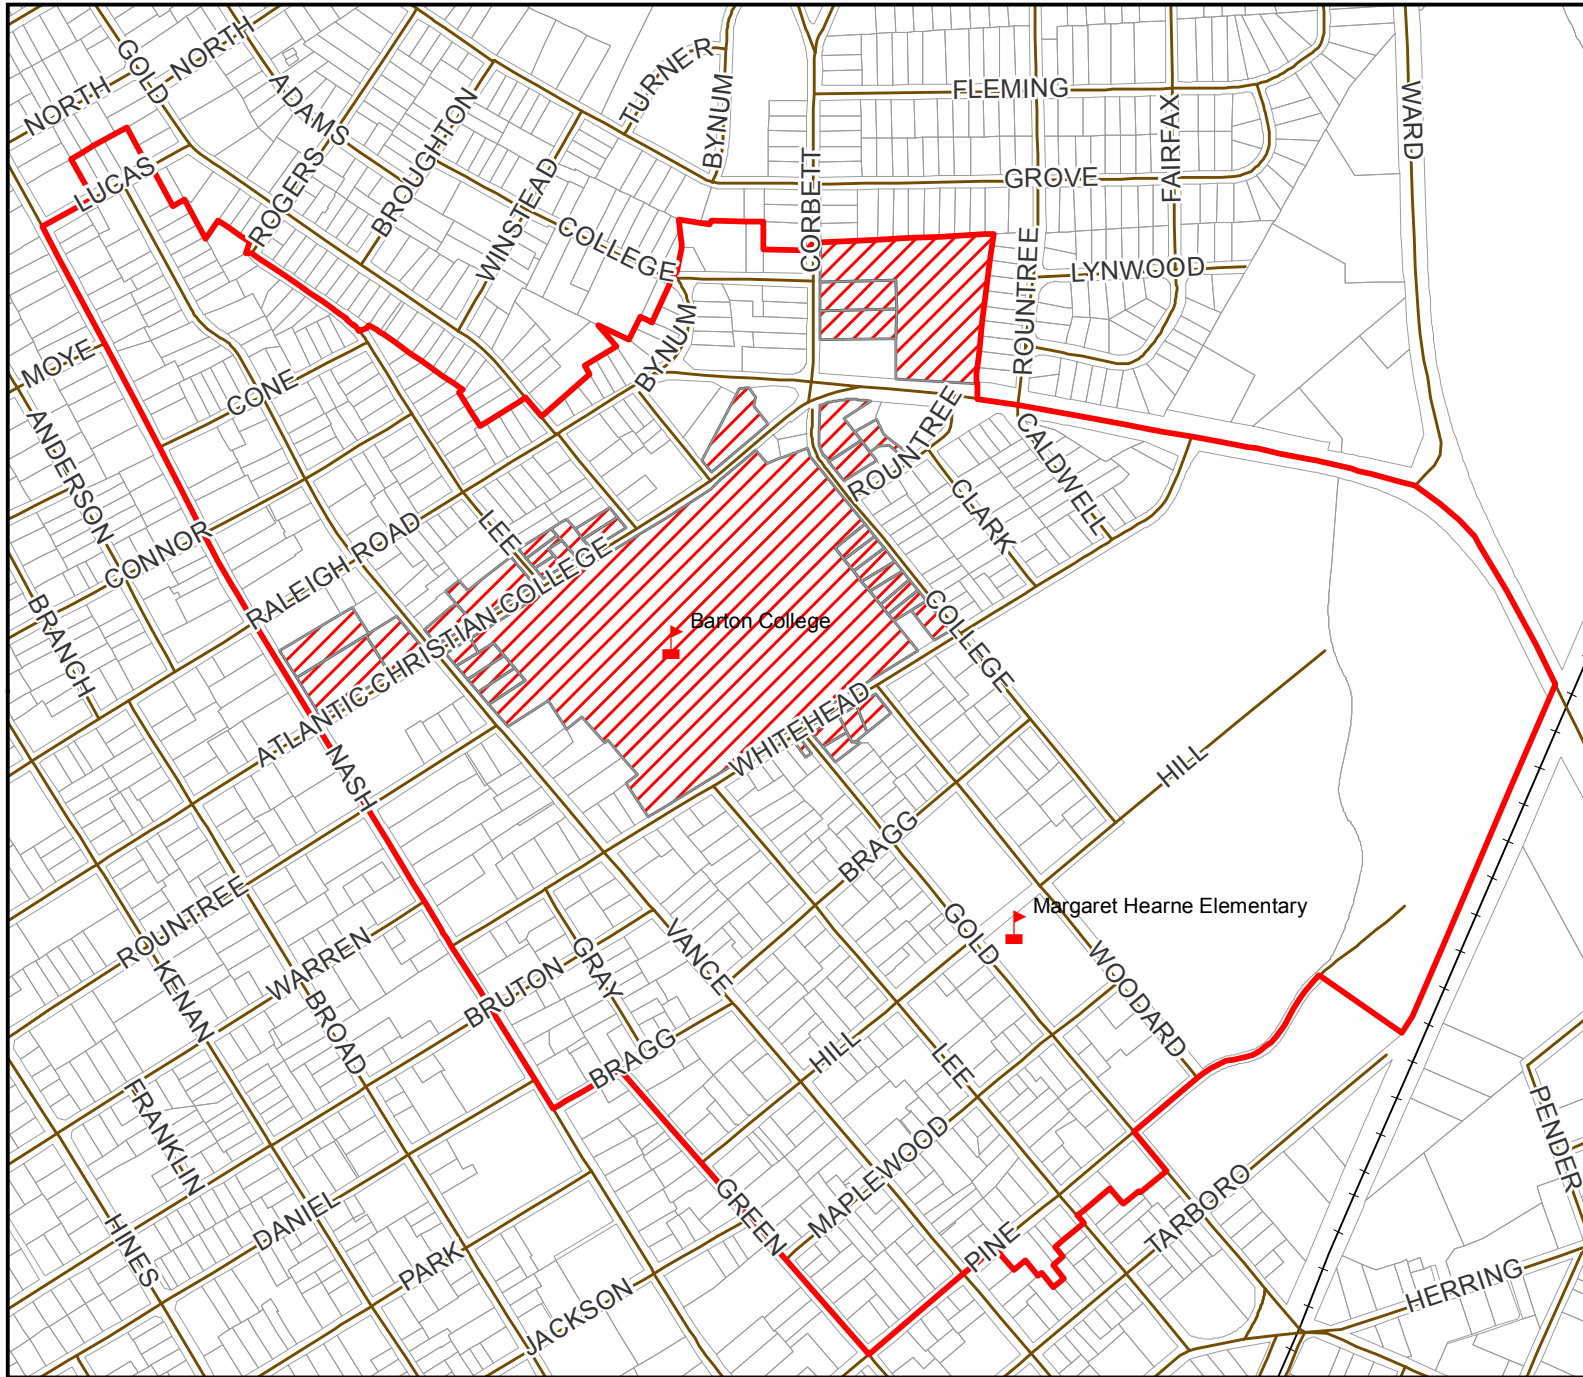 GOLD
NORTH
NORTH
ADAMS
TURNER
BYNUM
FLEMING
WARD
BROUGHTON
CORBETT
FAIRFAX
LUCAS
ROGERS
WINSTEAD
GROVE
COLLEGE
ROUNTREE
LYNWOOD
MOYE
CONE
BYNUM
ANDERSON
CONNOR
RALEIGH ROAD
LEE
ROUNTREE
CLARK
CALDWELL
BRANCH
ATLANTIC CHRISTIAN COLLEGE
Barton College
COLLEGE
NASH
WHITEHEAD
HILL
BRAGG
ROUNTREE
GOLD
Margaret Hearne Elementary
KENAN
WARREN
BROAD
BRUTON
GRAY
VANCE
WOODARD
BRAGG
HILL
LEE
FRANKLIN
MAPLEWOOD
PENDER
HINES
DANIEL
PARK
GREEN
PINE
TARBORO
JACKSON
HERRING